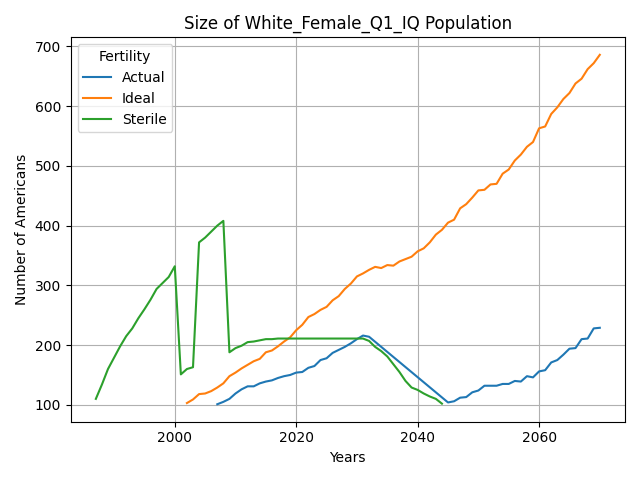 Size of White_Female_Q1_IQ Population
Fertility
Actual
Ideal
Sterile
Number of Americans
700
600
500
400
300
200
100
2000
2020
2040
2060
Years